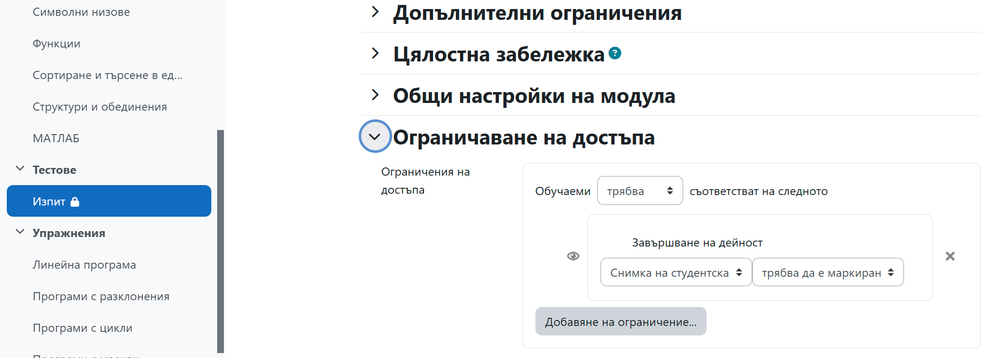 Символни низове
Функции
Сортиране и търсене в ед...
Структури и обединения
МАТЛАБ
Тестове
Изпит
Упражнения
Линейна програма
Програми с разклонения
Програми с цикли
Допълнителни ограничения
Цялостна забележка
Общи настройки на модула
Ограничаване на достъпа
Ограничения на
достъпа
Обучаеми трябва съответстват на следното
Завършване на дейност
Снимка на студентска трябва да е маркиран
Добавяне на ограничение...